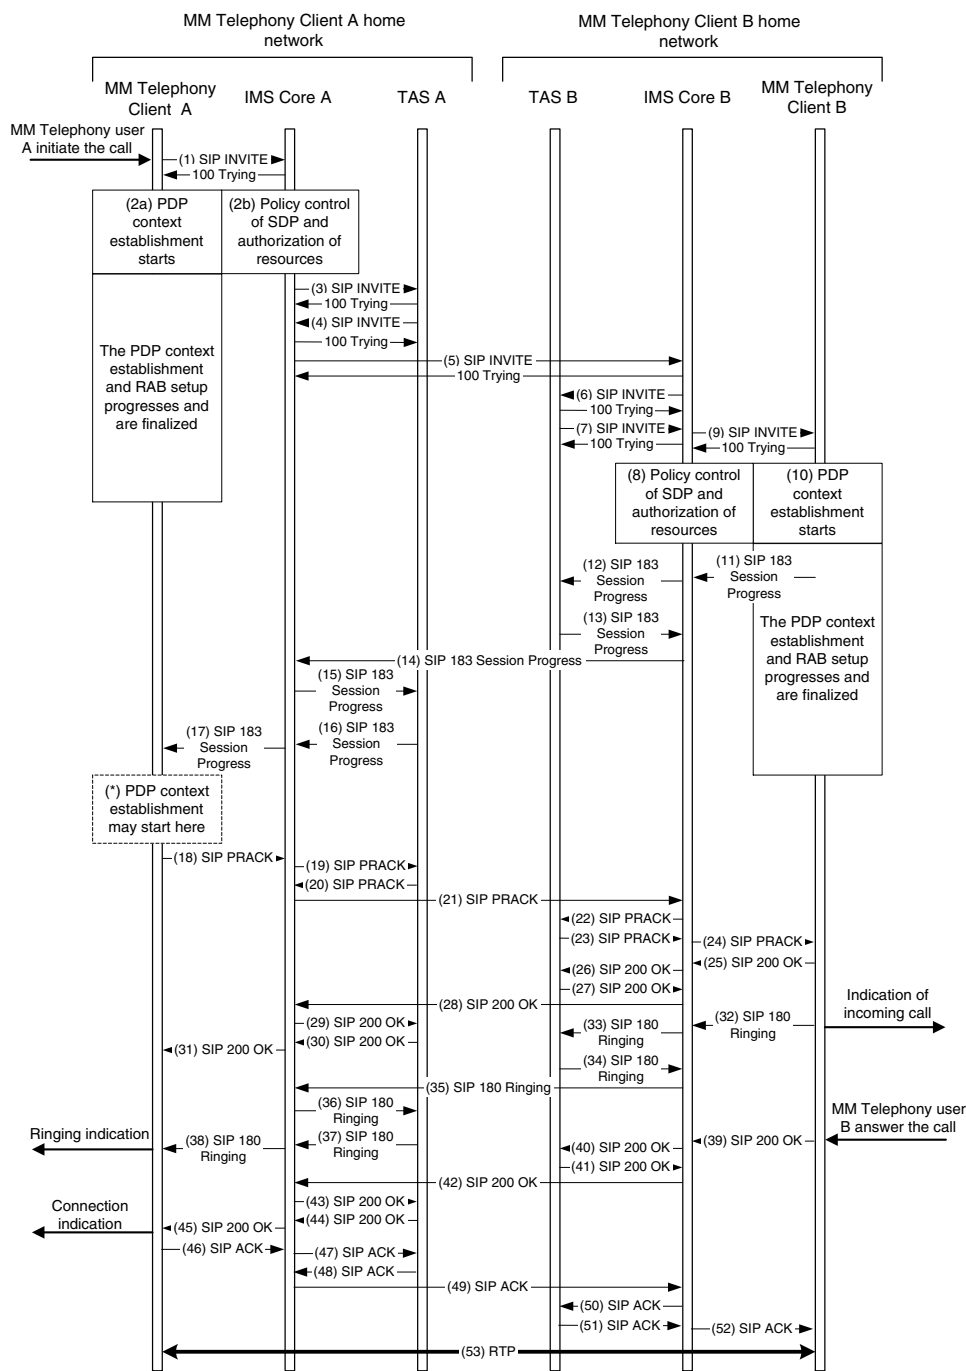 MM Telephony Client A home
network
MM Telephony Client B home
network
MM Telephony
Client A
IMS Core A
TAS A
TAS B
IMS Core B
MM Telephony
Client B
MM Telephony user
A initiate the call
(1) SIP INVITE
100 Trying
(2a) PDP
context
establishment
starts
(2b) Policy control
of SDP and
authorization of
resources
(3) SIP INVITE
100 Trying
(4) SIP INVITE
100 Trying
The PDP context
establishment
and RAB setup
progresses and
are finalized
(5) SIP INVITE
100 Trying
(6) SIP INVITE
100 Trying
(7) SIP INVITE
100 Trying
(9) SIP INVITE
100 Trying
(8) Policy control
of SDP and
authorization of
resources
(10) PDP
context
establishment
starts
(11) SIP 183
Session
Progress
(12) SIP 183
Session
Progress
(13) SIP 183
Session
Progress
The PDP context
establishment
and RAB setup
progresses and
are finalized
(14) SIP 183 Session Progress
(15) SIP 183
Session
Progress
(16) SIP 183
Session
Progress
(17) SIP 183
Session
Progress
(*) PDP context
establishment
may start here
(18) SIP PRACK
(19) SIP PRACK
(20) SIP PRACK
(21) SIP PRACK
(22) SIP PRACK
(23) SIP PRACK
(24) SIP PRACK
(25) SIP 200 OK
(26) SIP 200 OK
(27) SIP 200 OK
(28) SIP 200 OK
(29) SIP 200 OK
(30) SIP 200 OK
(31) SIP 200 OK
Indication of
incoming call
(32) SIP 180
Ringing
(33) SIP 180
Ringing
(34) SIP 180
Ringing
(35) SIP 180 Ringing
(36) SIP 180
Ringing
(37) SIP 180
Ringing
(38) SIP 180
Ringing
Ringing indication
MM Telephony user
B answer the call
(39) SIP 200 OK
(40) SIP 200 OK
(41) SIP 200 OK
(42) SIP 200 OK
(43) SIP 200 OK
(44) SIP 200 OK
(45) SIP 200 OK
Connection
indication
(46) SIP ACK
(47) SIP ACK
(48) SIP ACK
(49) SIP ACK
(50) SIP ACK
(51) SIP ACK
(52) SIP ACK
(53) RTP